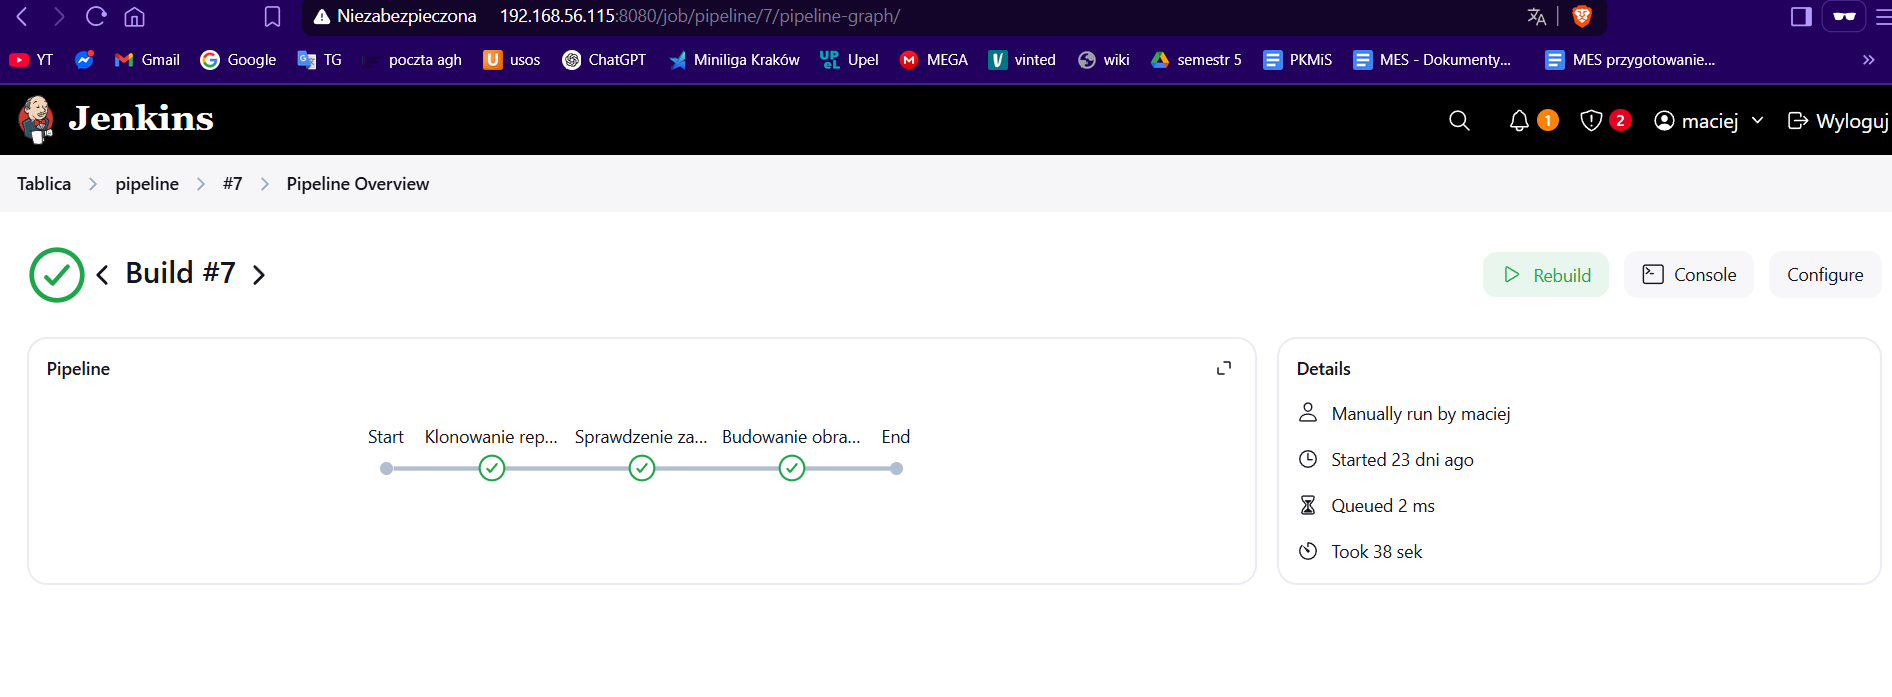 Niezabezpieczona 192.168.56.115:8080/job/pipeline/7/pipeline-graph/
YT Gmail Google TG poczta agh usos ChatGPT Miniliga Kraków Upel MEGA vinted wiki semestr 5 PKMiS MES - Dokumenty... MES przygotowanie...
Jenkins 1 2 maciej Wyloguj
Tablica pipeline #7 Pipeline Overview
Build #7 Rebuild Console Configure
Pipeline
Start Klonowanie rep... Sprawdzenie za... Budowanie obra... End
Details
Manually run by maciej
Started 23 dni ago
Queued 2 ms
Took 38 sek